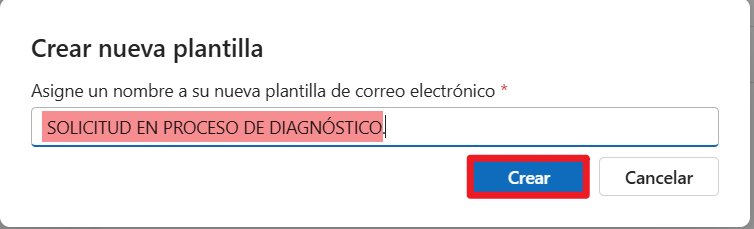 Crear nueva plantilla
Asigne un nombre a su nueva plantilla de correo electrónico *
SOLICITUD EN PROCESO DE DIAGNÓSTICO.
Crear
Cancelar